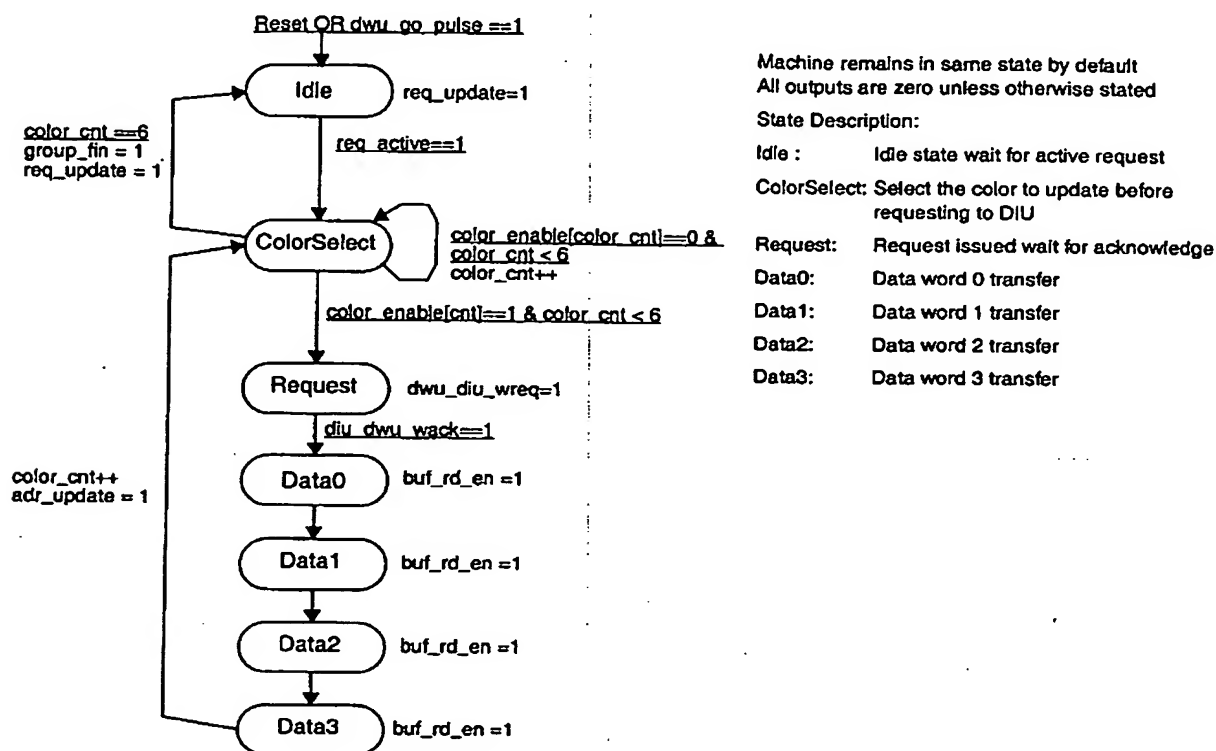 Reset OR dwu_go_pulse ==1
Idle
req_update=1
color_cnt ==6
group_fin = 1
req_update = 1
req_active==1
ColorSelect
color_enable[color_cnt]==0 &
color_cnt < 6
color_cnt++
color_enable[cnt]==1 & color_cnt < 6
Request
dwu_diu_wreq=1
diu_dwu_wack==1
color_cnt++
adr_update = 1
Data0
buf_rd_en =1
Data1
buf_rd_en =1
Data2
buf_rd_en =1
Data3
buf_rd_en =1
Machine remains in same state by default
All outputs are zero unless otherwise stated
State Description:
Idle : Idle state wait for active request
ColorSelect: Select the color to update before
requesting to DIU
Request: Request issued wait for acknowledge
Data0: Data word 0 transfer
Data1: Data word 1 transfer
Data2: Data word 2 transfer
Data3: Data word 3 transfer